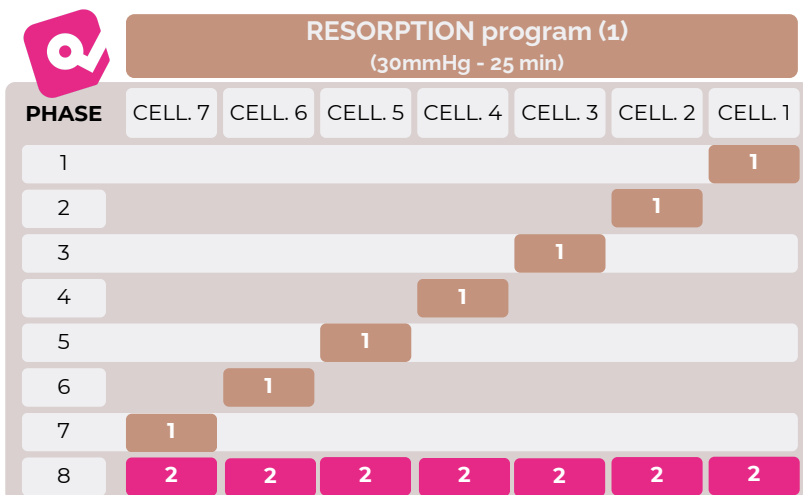 RESORPTION program (1)
(30mmHg - 25 min)
PHASE CELL. 7 CELL. 6 CELL. 5 CELL. 4 CELL. 3 CELL. 2 CELL. 1
1 1
2 1
3 1
4 1
5 1
6 1
7 1
8 2 2 2 2 2 2 2